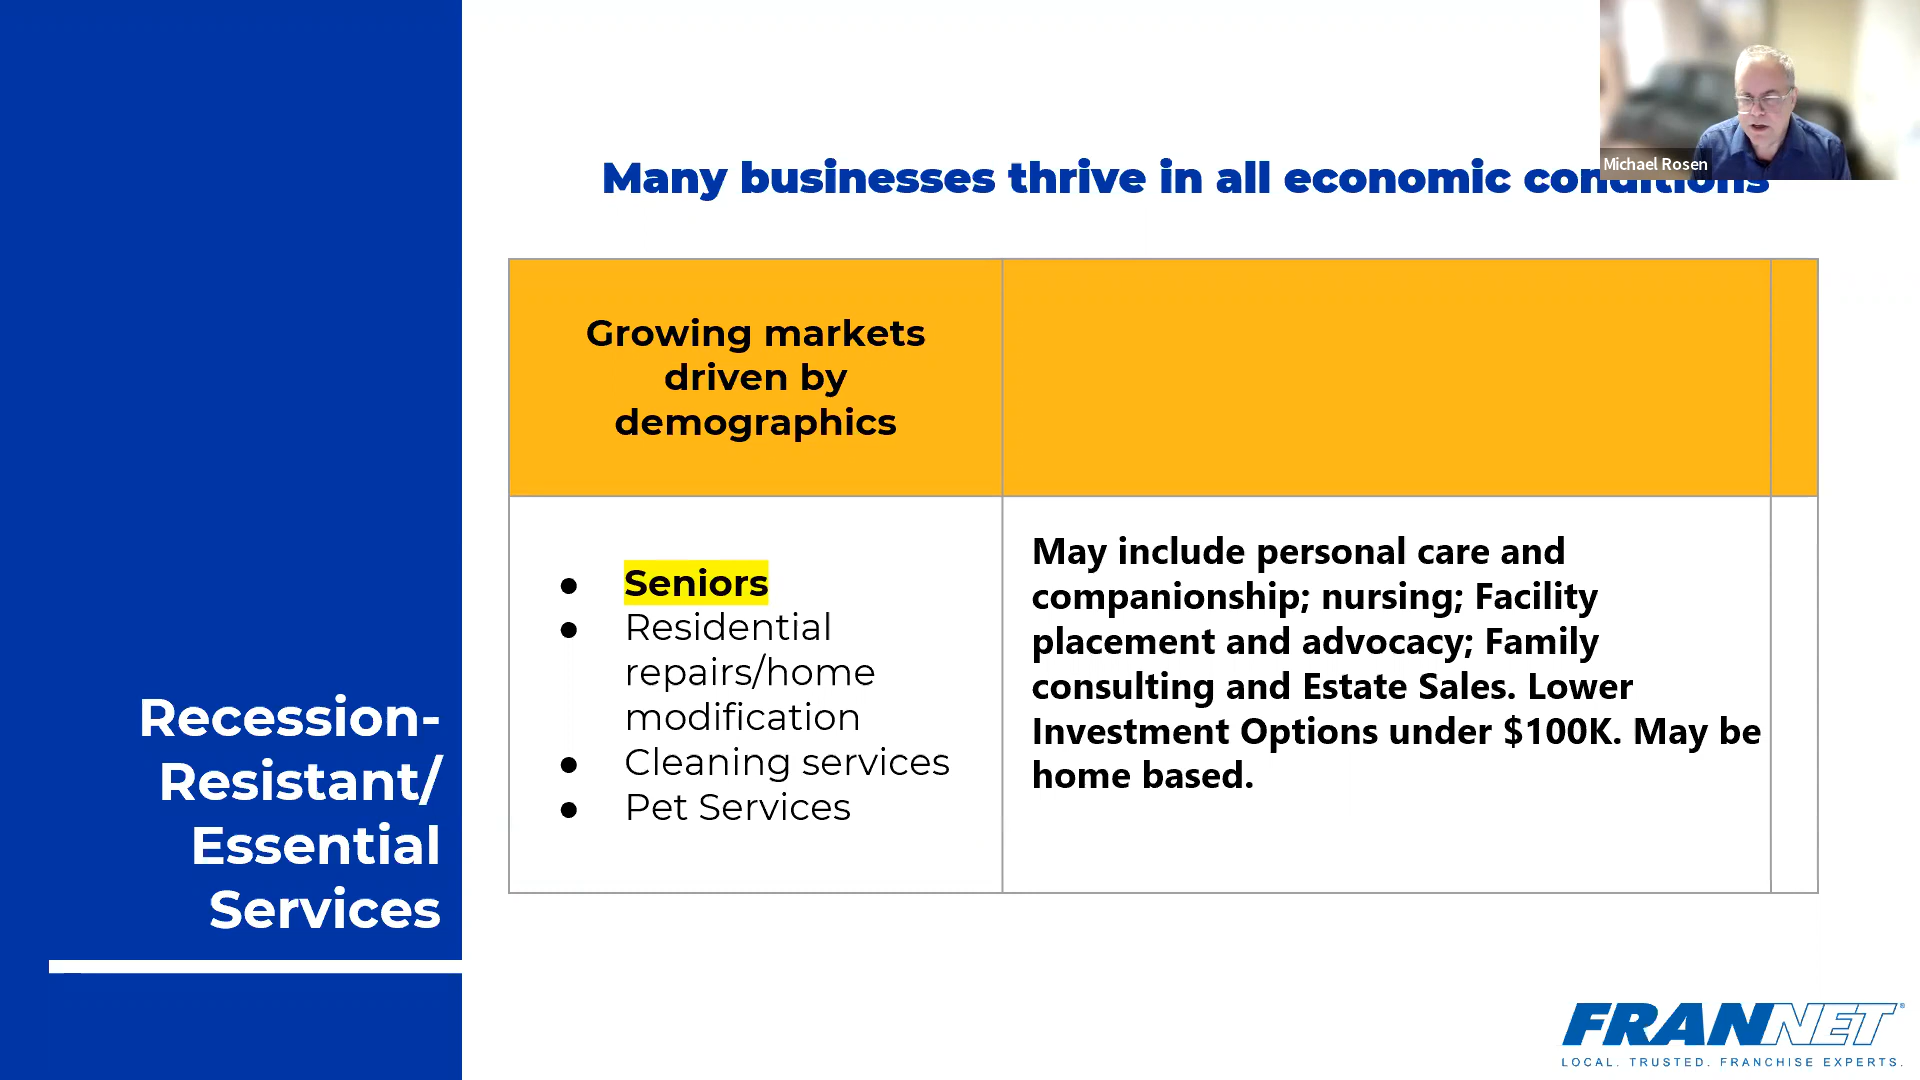 Michael Rosen
Many businesses thrive in all economic conditions
Growing markets
driven by
demographics
● Seniors
● Residential
repairs/home
modification
● Cleaning services
● Pet Services
May include personal care and
companionship; nursing; Facility
placement and advocacy; Family
consulting and Estate Sales. Lower
Investment Options under $100K. May be
home based.
Recession-
Resistant/
Essential
Services
FRANNET®
LOCAL. TRUSTED. FRANCHISE EXPERTS.